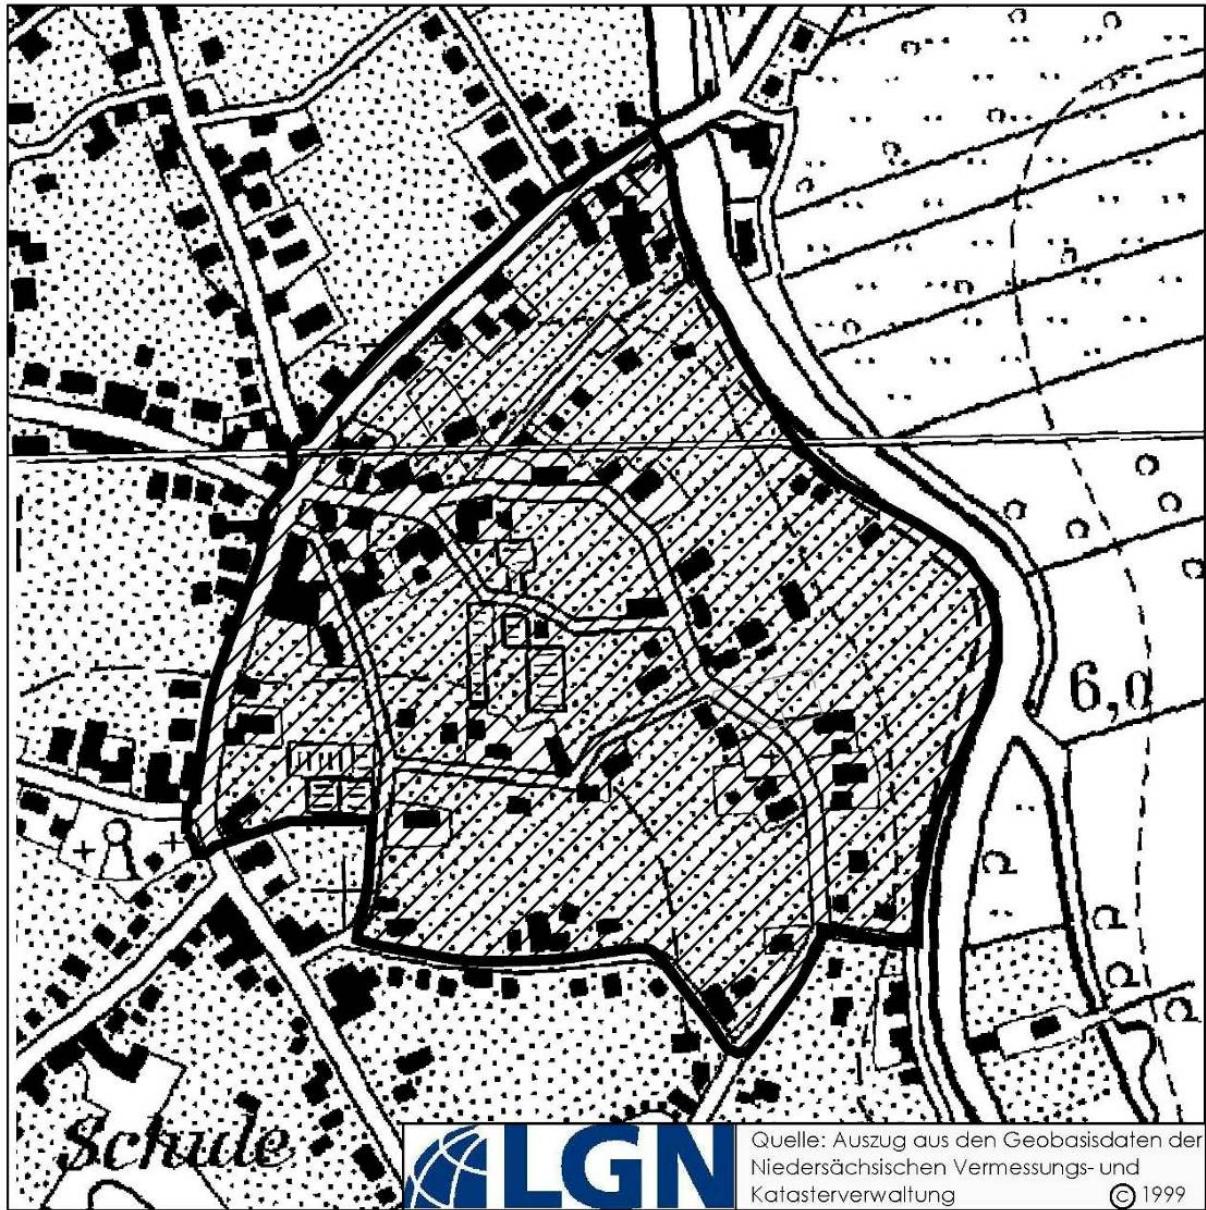 6,0
Schule
LGN
Quelle: Auszug aus den Geobasisdaten der
Niedersächsischen Vermessungs- und
Katasterverwaltung © 1999